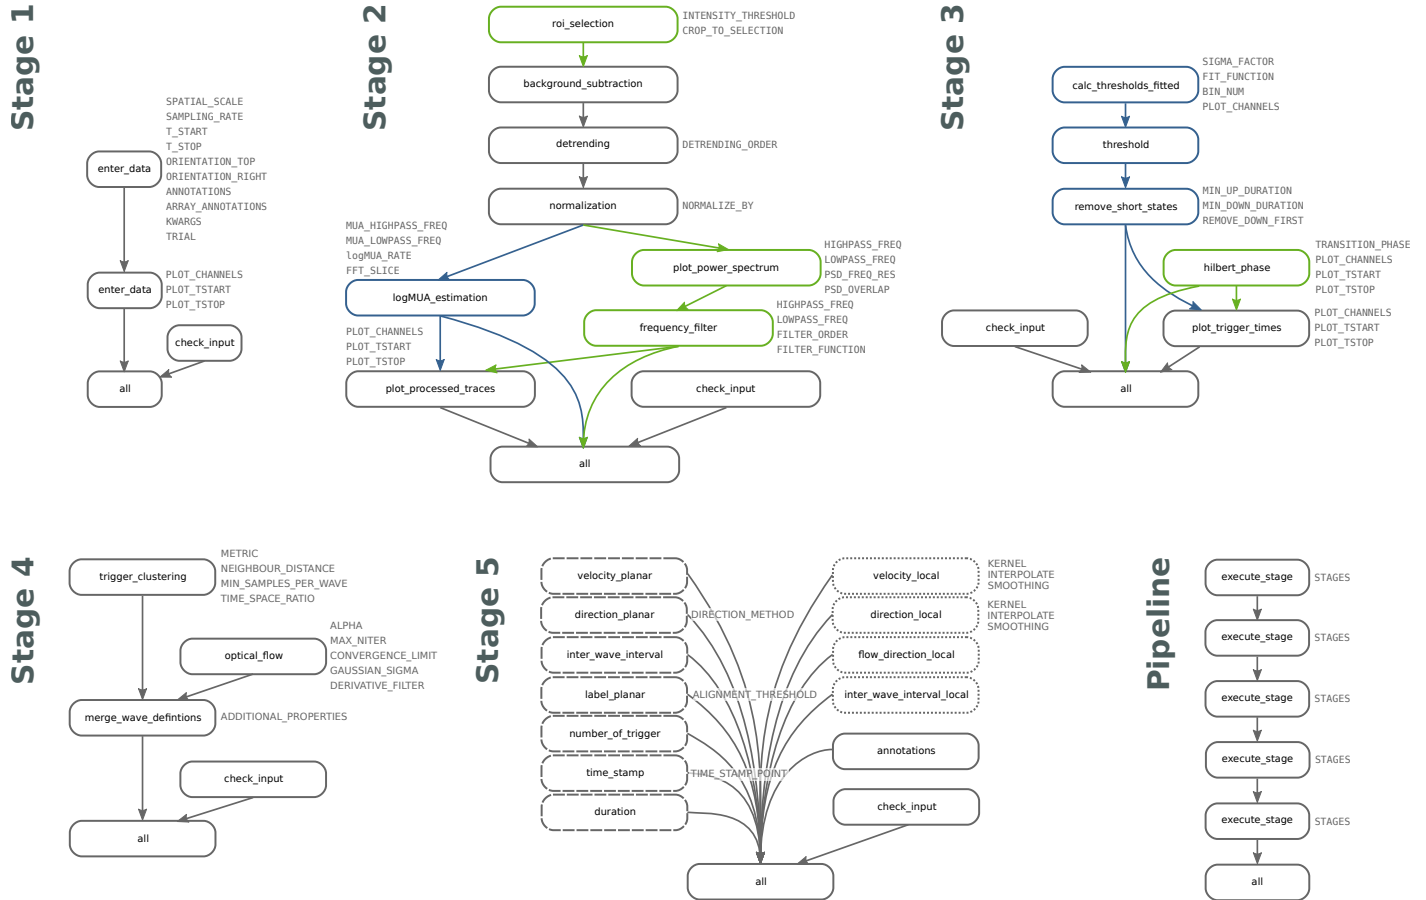 Stage 1
SPATIAL_SCALE
SAMPLING_RATE
T_START
T_STOP
enter_data
ORIENTATION_TOP
ORIENTATION_RIGHT
ANNOTATIONS
ARRAY_ANNOTATIONS
KWARGS
TRIAL
enter_data
PLOT_CHANNELS
PLOT_TSTART
PLOT_TSTOP
check_input
all
Stage 2
roi_selection
INTENSITY_THRESHOLD
CROP_TO_SELECTION
background_subtraction
detrending
DETRENDING_ORDER
normalization
NORMALIZE_BY
MUA_HIGHPASS_FREQ
MUA_LOWPASS_FREQ
logMUA_RATE
FFT_SLICE
logMUA_estimation
plot_power_spectrum
HIGHPASS_FREQ
LOWPASS_FREQ
PSD_FREQ_RES
PSD_OVERLAP
frequency_filter
HIGHPASS_FREQ
LOWPASS_FREQ
FILTER_ORDER
FILTER_FUNCTION
PLOT_CHANNELS
PLOT_TSTART
PLOT_TSTOP
plot_processed_traces
check_input
all
Stage 3
calc_thresholds_fitted
SIGMA_FACTOR
FIT_FUNCTION
BIN_NUM
PLOT_CHANNELS
threshold
remove_short_states
MIN_UP_DURATION
MIN_DOWN_DURATION
REMOVE_DOWN_FIRST
hilbert_phase
TRANSITION_PHASE
PLOT_CHANNELS
PLOT_TSTART
PLOT_TSTOP
check_input
plot_trigger_times
PLOT_CHANNELS
PLOT_TSTART
PLOT_TSTOP
all
Stage 4
trigger_clustering
METRIC
NEIGHBOUR_DISTANCE
MIN_SAMPLES_PER_WAVE
TIME_SPACE_RATIO
optical_flow
ALPHA
MAX_NITER
CONVERGENCE_LIMIT
GAUSSIAN_SIGMA
DERIVATIVE_FILTER
merge_wave_defintions
ADDITIONAL_PROPERTIES
check_input
all
Stage 5
velocity_planar
direction_planar
DIRECTION_METHOD
inter_wave_interval
label_planar
ALIGNMENT_THRESHOLD
number_of_trigger
time_stamp
TIME_STAMP_POINT
duration
velocity_local
KERNEL
INTERPOLATE
SMOOTHING
direction_local
KERNEL
INTERPOLATE
SMOOTHING
flow_direction_local
inter_wave_interval_local
annotations
check_input
all
Pipeline
execute_stage
STAGES
execute_stage
STAGES
execute_stage
STAGES
execute_stage
STAGES
execute_stage
STAGES
all